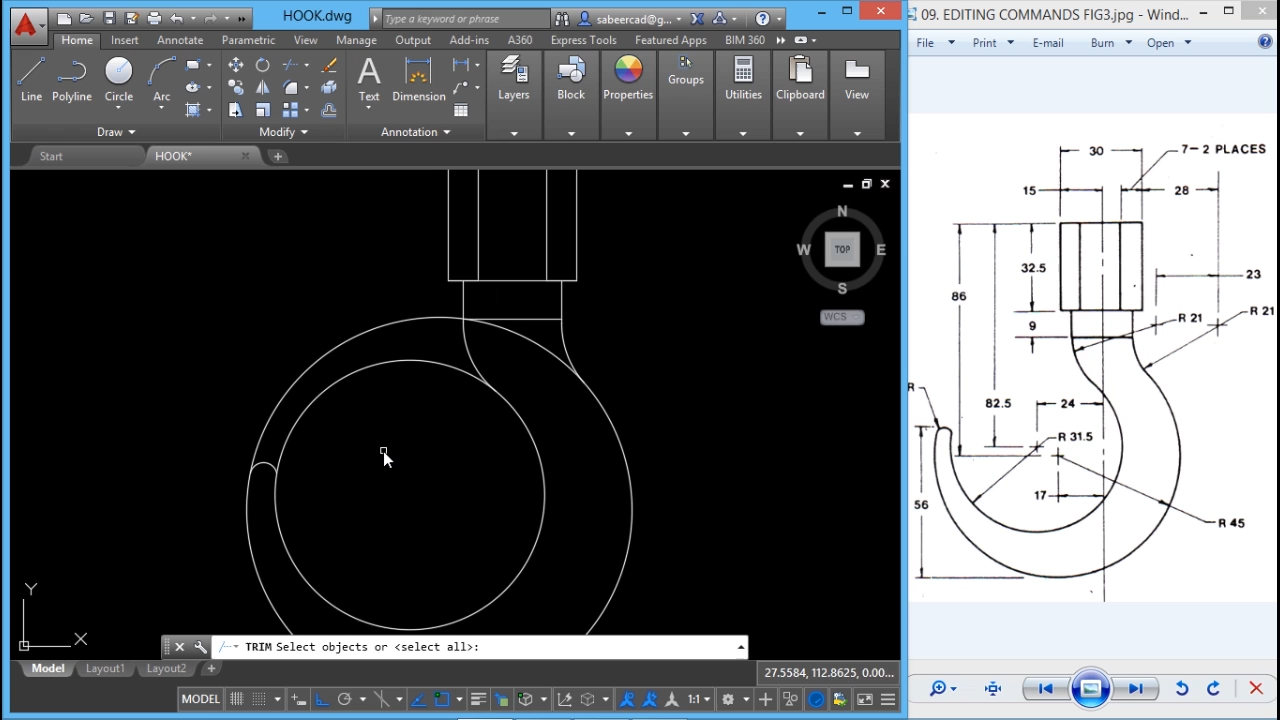 HOOK.dwg
Type a keyword or phrase
sabeercad@g...
09. EDITING COMMANDS FIG3.jpg - Wind...
Home Insert Annotate Parametric View Manage Output Add-ins A360 Express Tools Featured Apps BIM 360
File Print E-mail Burn Open
Line Polyline Circle Arc Text Dimension Layers Block Properties Groups Utilities Clipboard View
Draw Modify Annotation
Start HOOK*
N
W TOP E
S
WCS
30
7-2 PLACES
15
28
32.5
23
86
R 21
R 21
9
R
82.5
24
R 31.5
17
56
R 45
Y
X
TRIM Select objects or <select all>:
Model Layout1 Layout2 +
27.5584, 112.8625, 0.00...
MODEL 1:1